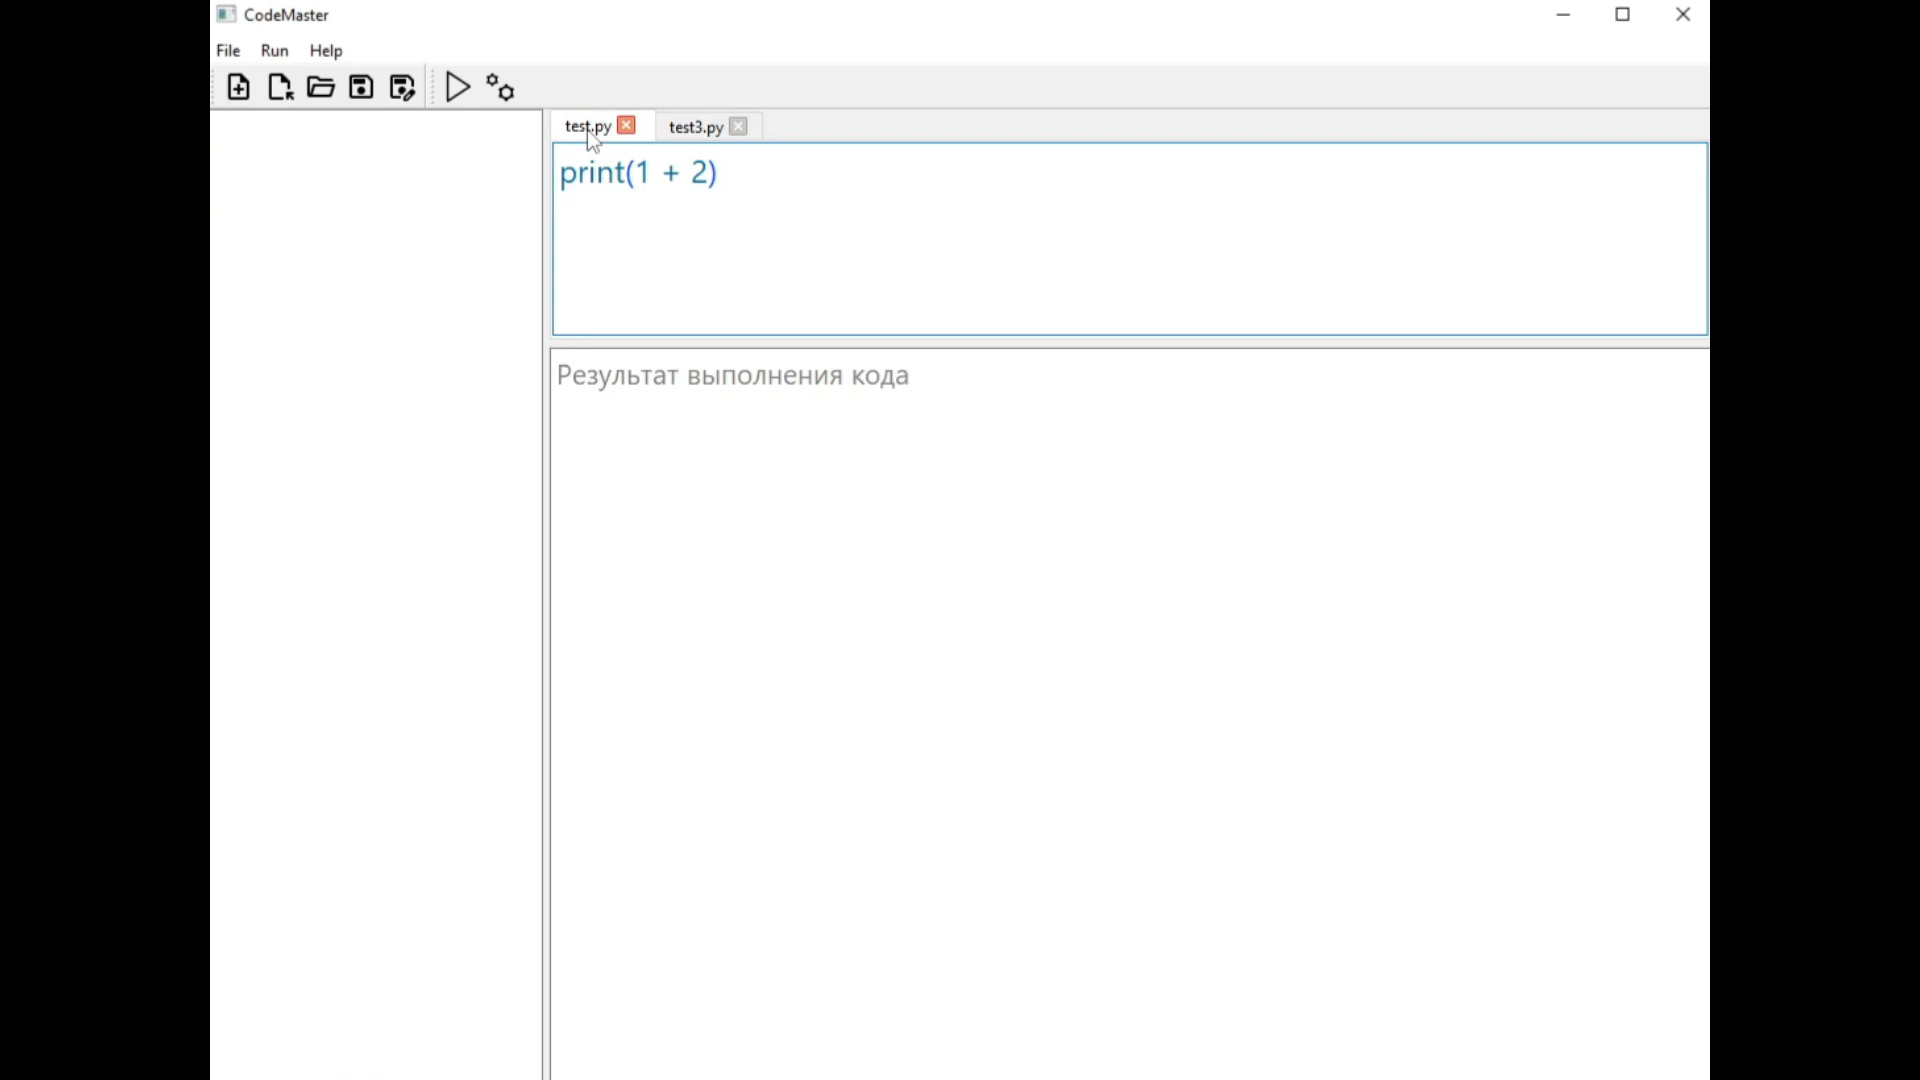 CodeMaster
File Run Help
test.py test3.py
print(1 + 2)
Результат выполнения кода